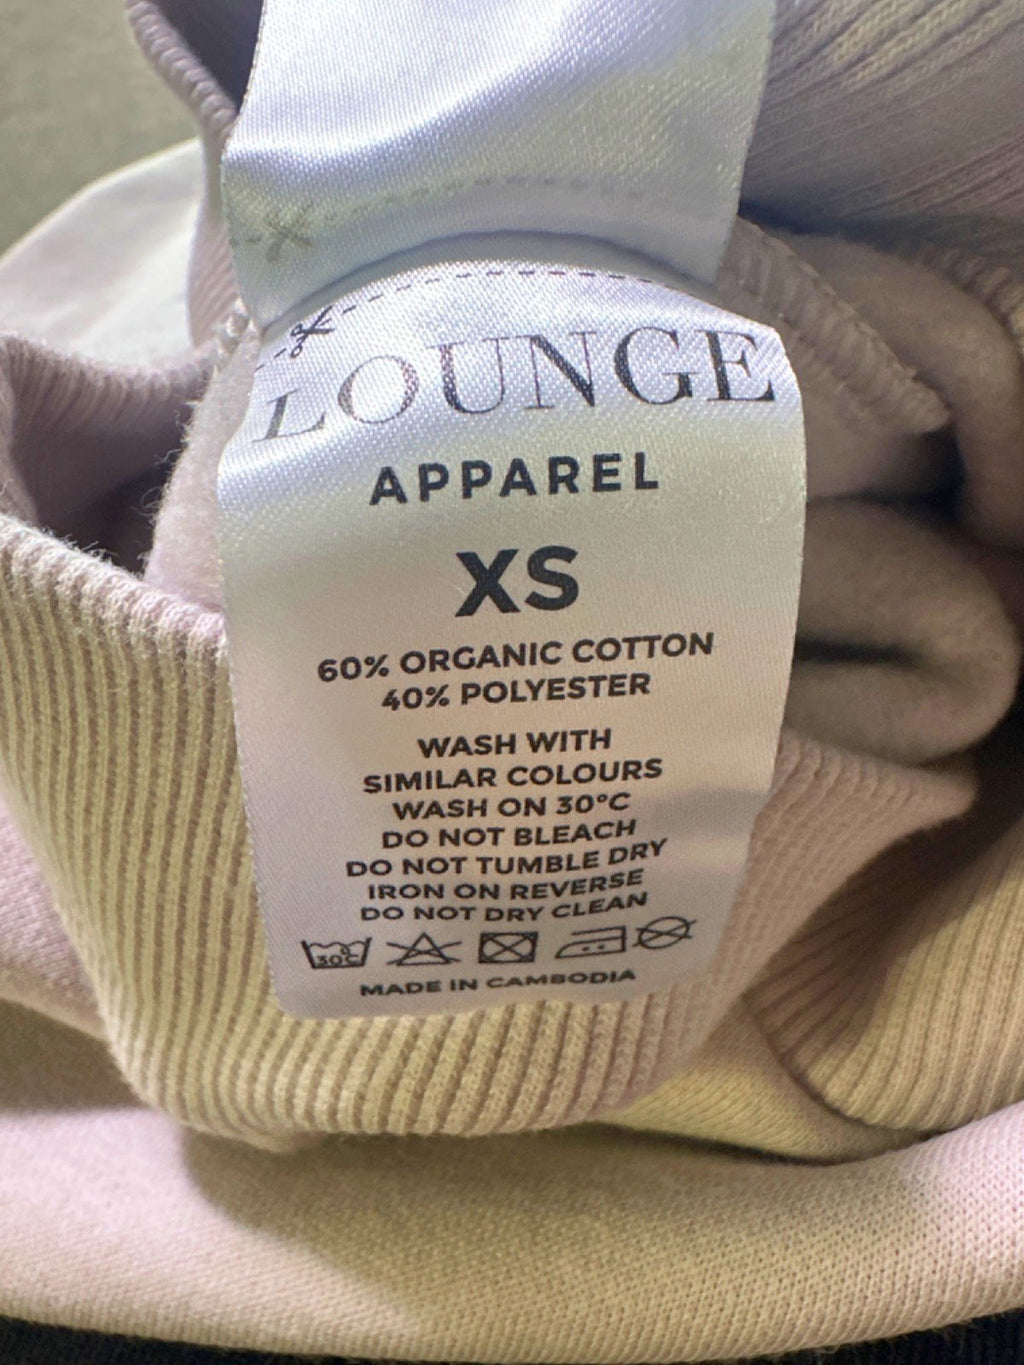 LOUNGE
APPAREL
XS
60% ORGANIC COTTON
40% POLYESTER
WASH WITH
SIMILAR COLOURS
WASH ON 30°C
DO NOT BLEACH
DO NOT TUMBLE DRY
IRON ON REVERSE
DO NOT DRY CLEAN
30°C
MADE IN CAMBODIA